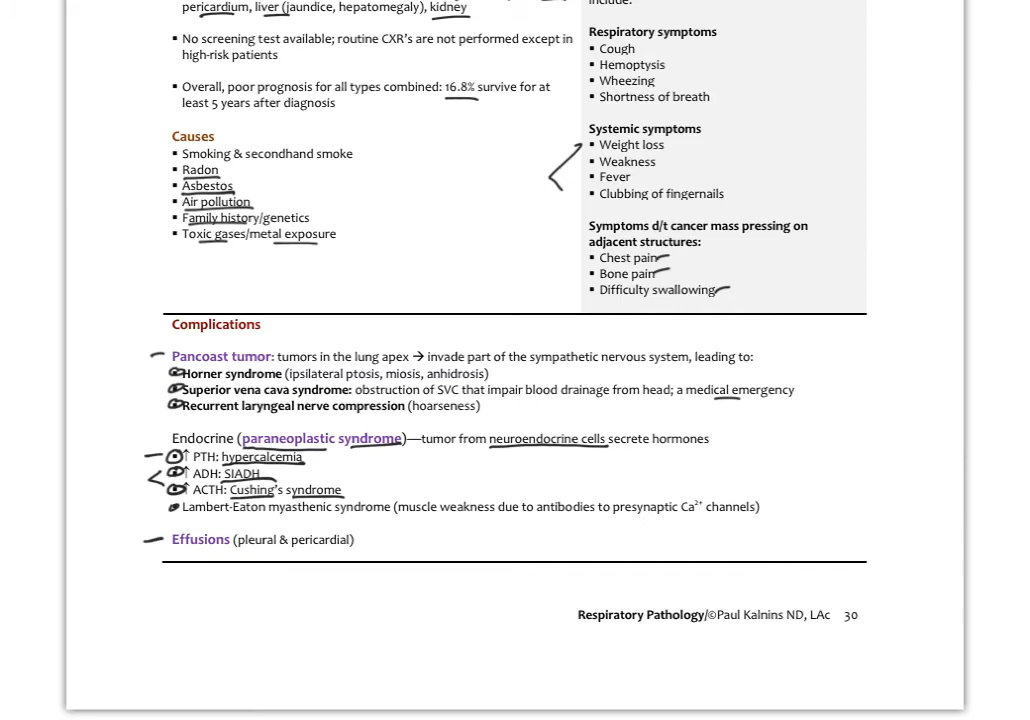 pericardium, liver (jaundice, hepatomegaly), kidney
▪ No screening test available; routine CXR's are not performed except in
high-risk patients
▪ Overall, poor prognosis for all types combined: 16.8% survive for at
least 5 years after diagnosis
Causes
▪ Smoking & secondhand smoke
▪ Radon
▪ Asbestos
▪ Air pollution
▪ Family history/genetics
▪ Toxic gases/metal exposure
include:
Respiratory symptoms
▪ Cough
▪ Hemoptysis
▪ Wheezing
▪ Shortness of breath
Systemic symptoms
▪ Weight loss
▪ Weakness
▪ Fever
▪ Clubbing of fingernails
Symptoms d/t cancer mass pressing on
adjacent structures:
▪ Chest pain
▪ Bone pain
▪ Difficulty swallowing
Complications
Pancoast tumor: tumors in the lung apex → invade part of the sympathetic nervous system, leading to:
Horner syndrome (ipsilateral ptosis, miosis, anhidrosis)
Superior vena cava syndrome: obstruction of SVC that impair blood drainage from head; a medical emergency
Recurrent laryngeal nerve compression (hoarseness)
Endocrine (paraneoplastic syndrome)—tumor from neuroendocrine cells secrete hormones
▪ ↑ PTH: hypercalcemia
▪ ↑ ADH: SIADH
▪ ↑ ACTH: Cushing's syndrome
▪ Lambert-Eaton myasthenic syndrome (muscle weakness due to antibodies to presynaptic Ca²⁺ channels)
Effusions (pleural & pericardial)
Respiratory Pathology/©Paul Kalnins ND, LAc 30